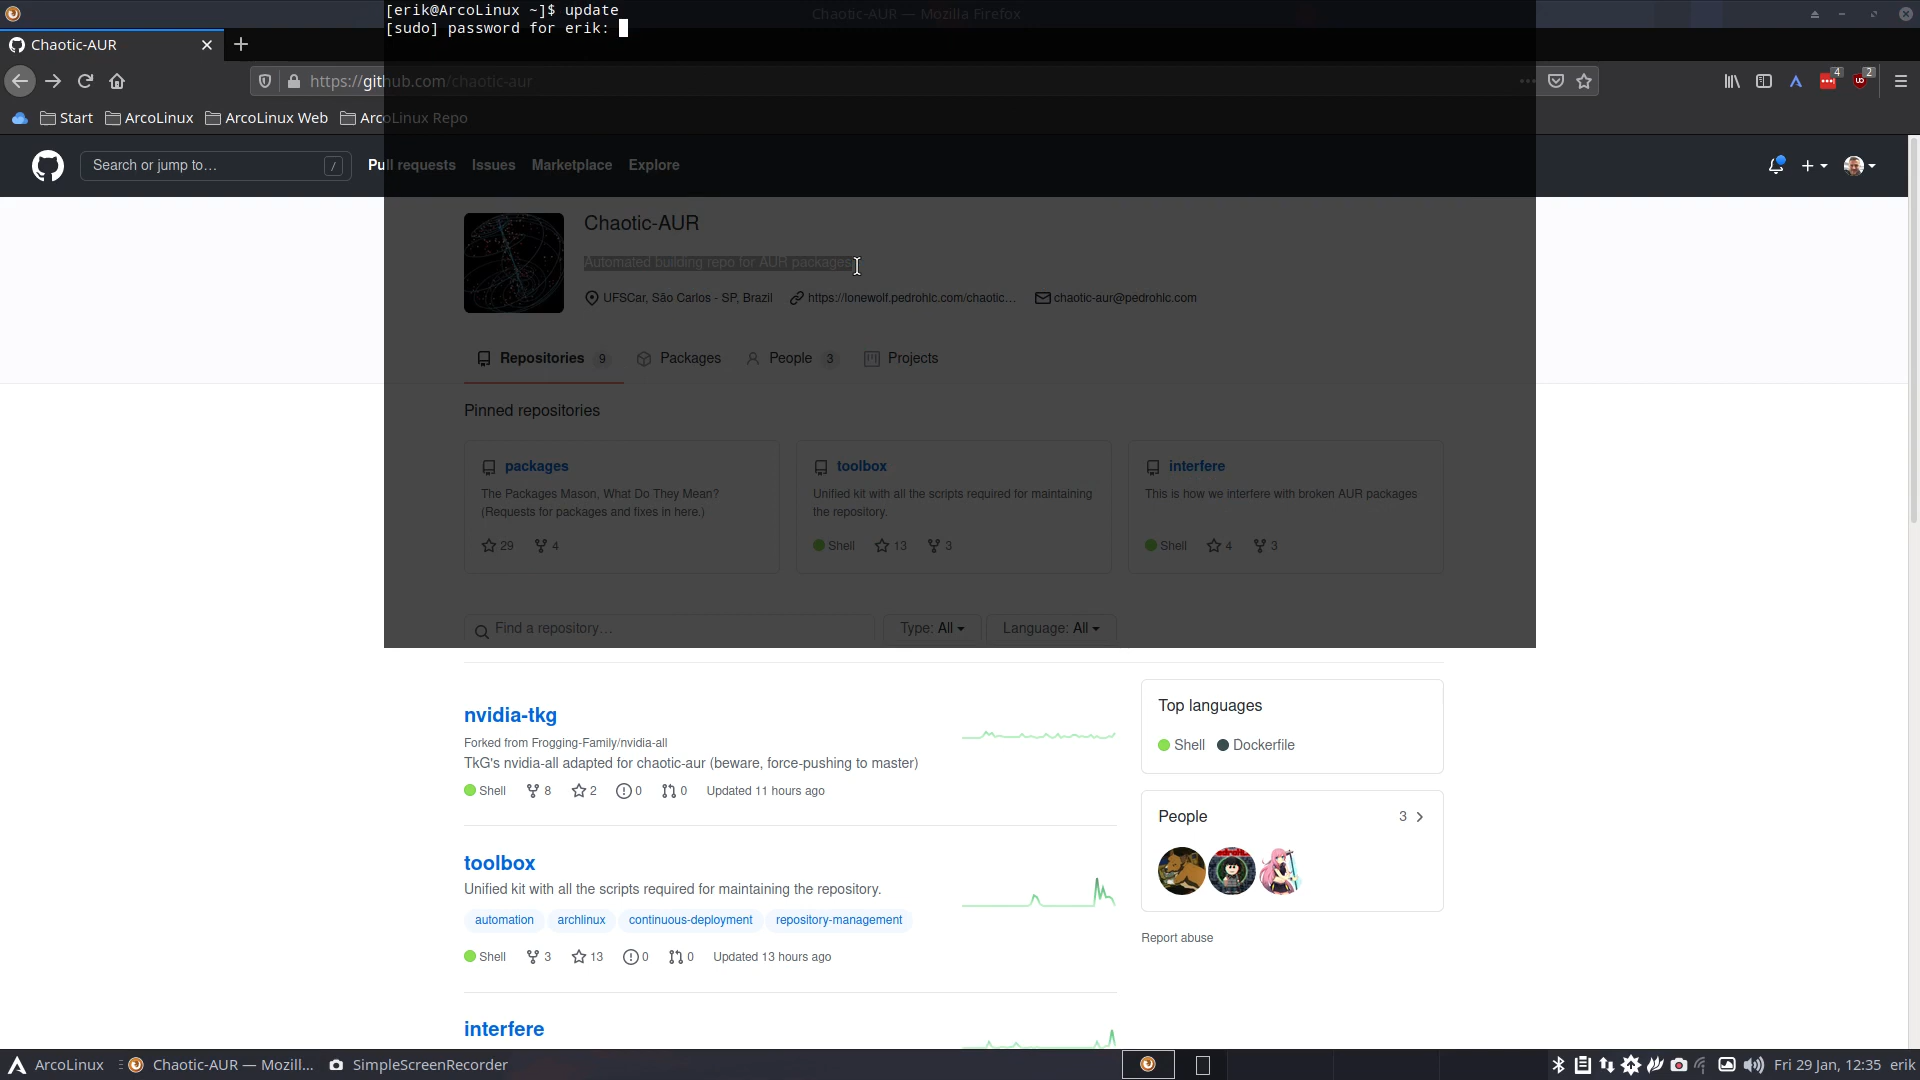 [erik@ArcoLinux ~]$ update
[sudo] password for erik:
Chaotic-AUR — Mozilla Firefox
Chaotic-AUR
https://github.com/chaotic-aur
4
2
Start
ArcoLinux
ArcoLinux Web
ArcoLinux Repo
Search or jump to…
/
Pull requests
Issues
Marketplace
Explore
Chaotic-AUR
Automated building repo for AUR packages
UFSCar, São Carlos - SP, Brazil
https://lonewolf.pedrohlc.com/chaotic…
chaotic-aur@pedrohlc.com
Repositories 9
Packages
People 3
Projects
Pinned repositories
packages
The Packages Mason, What Do They Mean?
(Requests for packages and fixes in here.)
29
4
toolbox
Unified kit with all the scripts required for maintaining
the repository.
Shell
13
3
interfere
This is how we interfere with broken AUR packages
Shell
4
3
Find a repository…
Type: All
Language: All
nvidia-tkg
Forked from Frogging-Family/nvidia-all
TkG's nvidia-all adapted for chaotic-aur (beware, force-pushing to master)
Shell 8 2 0 0 Updated 11 hours ago
toolbox
Unified kit with all the scripts required for maintaining the repository.
automation archlinux continuous-deployment repository-management
Shell 3 13 0 0 Updated 13 hours ago
interfere
Top languages
Shell Dockerfile
People 3
Report abuse
ArcoLinux
Chaotic-AUR — Mozill...
SimpleScreenRecorder
Fri 29 Jan, 12:35 erik